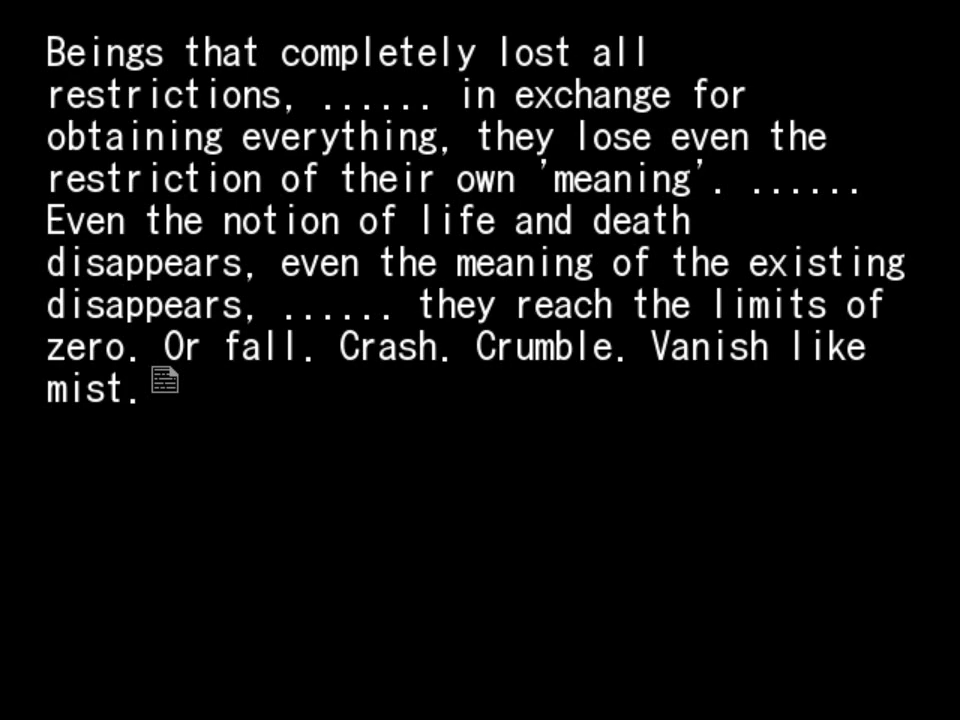 Beings that completely lost all
restrictions, ...... in exchange for
obtaining everything, they lose even the
restriction of their own 'meaning'. ......
Even the notion of life and death
disappears, even the meaning of the existing
disappears, ...... they reach the limits of
zero. Or fall. Crash. Crumble. Vanish like
mist.